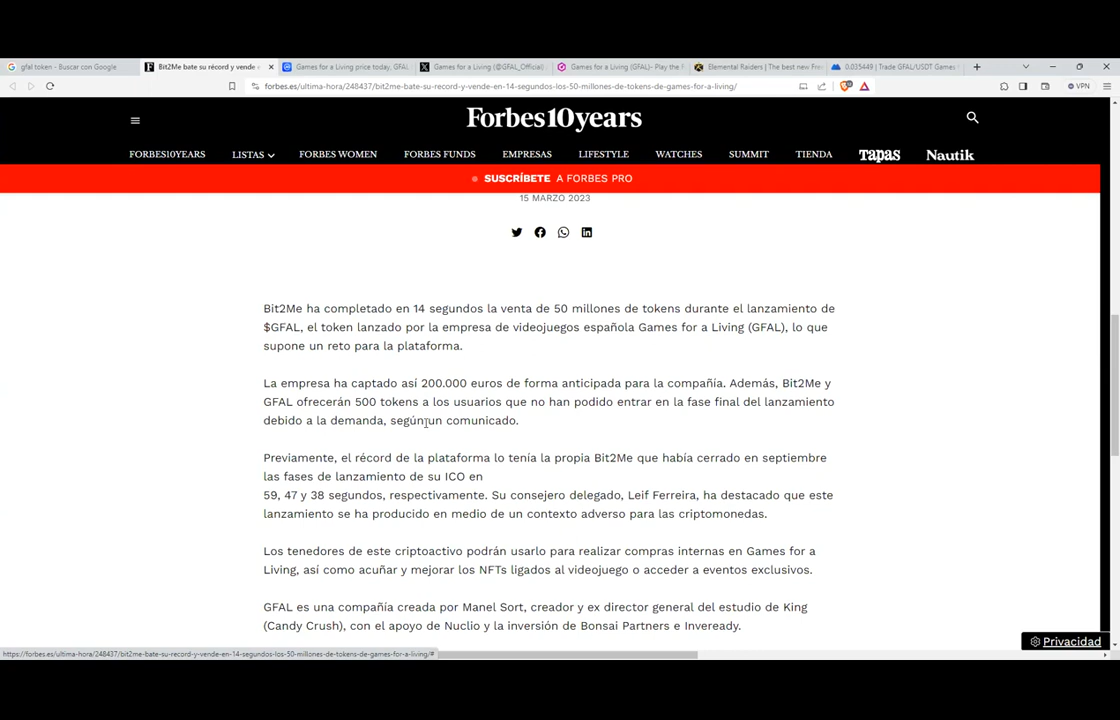 gfal token - Buscar con Google
Bit2Me bate su récord y vende e
Games for a Living price today, GFAL
Games for a Living (@GFAL_Official)
Games for a Living (GFAL)– Play the
Elemental Raiders | The best new Free
0.035449 | Trade GFAL/USDT Games
forbes.es/ultima-hora/248437/bit2me-bate-su-record-y-vende-en-14-segundos-los-50-millones-de-tokens-de-games-for-a-living/
VPN
Forbes10years
FORBES10YEARS
LISTAS
FORBES WOMEN
FORBES FUNDS
EMPRESAS
LIFESTYLE
WATCHES
SUMMIT
TIENDA
TAPAS
Nautik
SUSCRÍBETE A FORBES PRO
15 MARZO 2023
Bit2Me ha completado en 14 segundos la venta de 50 millones de tokens durante el lanzamiento de
$GFAL, el token lanzado por la empresa de videojuegos española Games for a Living (GFAL), lo que
supone un reto para la plataforma.
La empresa ha captado así 200.000 euros de forma anticipada para la compañía. Además, Bit2Me y
GFAL ofrecerán 500 tokens a los usuarios que no han podido entrar en la fase final del lanzamiento
debido a la demanda, según un comunicado.
Previamente, el récord de la plataforma lo tenía la propia Bit2Me que había cerrado en septiembre
las fases de lanzamiento de su ICO en
59, 47 y 38 segundos, respectivamente. Su consejero delegado, Leif Ferreira, ha destacado que este
lanzamiento se ha producido en medio de un contexto adverso para las criptomonedas.
Los tenedores de este criptoactivo podrán usarlo para realizar compras internas en Games for a
Living, así como acuñar y mejorar los NFTs ligados al videojuego o acceder a eventos exclusivos.
GFAL es una compañía creada por Manel Sort, creador y ex director general del estudio de King
(Candy Crush), con el apoyo de Nuclio y la inversión de Bonsai Partners e Inveready.
Privacidad
https://forbes.es/ultima-hora/248437/bit2me-bate-su-record-y-vende-en-14-segundos-los-50-millones-de-tokens-de-games-for-a-living/#